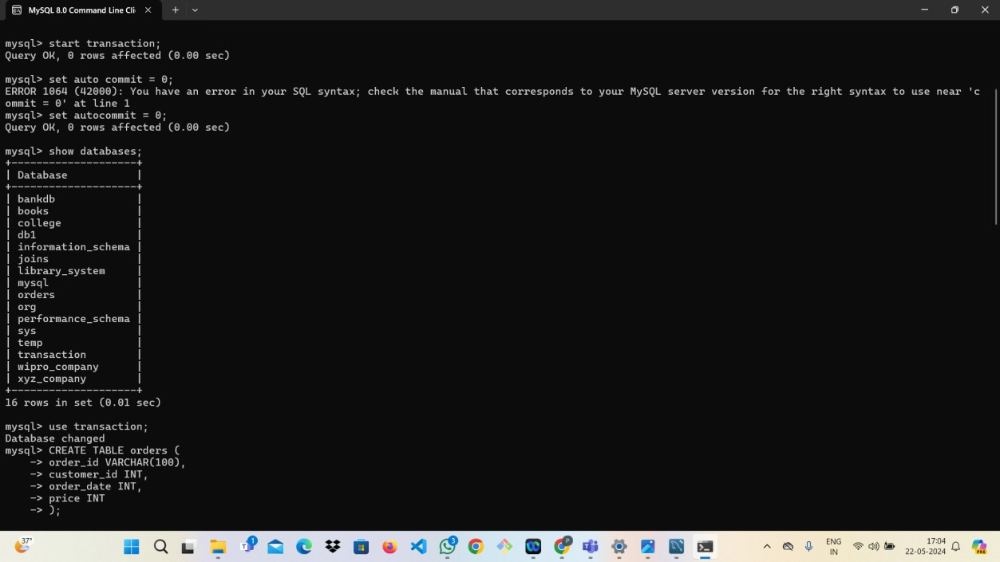 MySQL 8.0 Command Line Cli
mysql> start transaction;
Query OK, 0 rows affected (0.00 sec)
mysql> set auto commit = 0;
ERROR 1064 (42000): You have an error in your SQL syntax; check the manual that corresponds to your MySQL server version for the right syntax to use near 'c
ommit = 0' at line 1
mysql> set autocommit = 0;
Query OK, 0 rows affected (0.00 sec)
mysql> show databases;
+--------------------+
| Database           |
+--------------------+
| bankdb             |
| books              |
| college            |
| db1                |
| information_schema |
| joins              |
| library_system     |
| mysql              |
| orders             |
| org                |
| performance_schema |
| sys                |
| temp               |
| transaction        |
| wipro_company      |
| xyz_company        |
+--------------------+
16 rows in set (0.01 sec)
mysql> use transaction;
Database changed
mysql> CREATE TABLE orders (
    -> order_id VARCHAR(100),
    -> customer_id INT,
    -> order_date INT,
    -> price INT
    -> );
37°
1
3
P
ENG
IN
17:04
22-05-2024
PRE